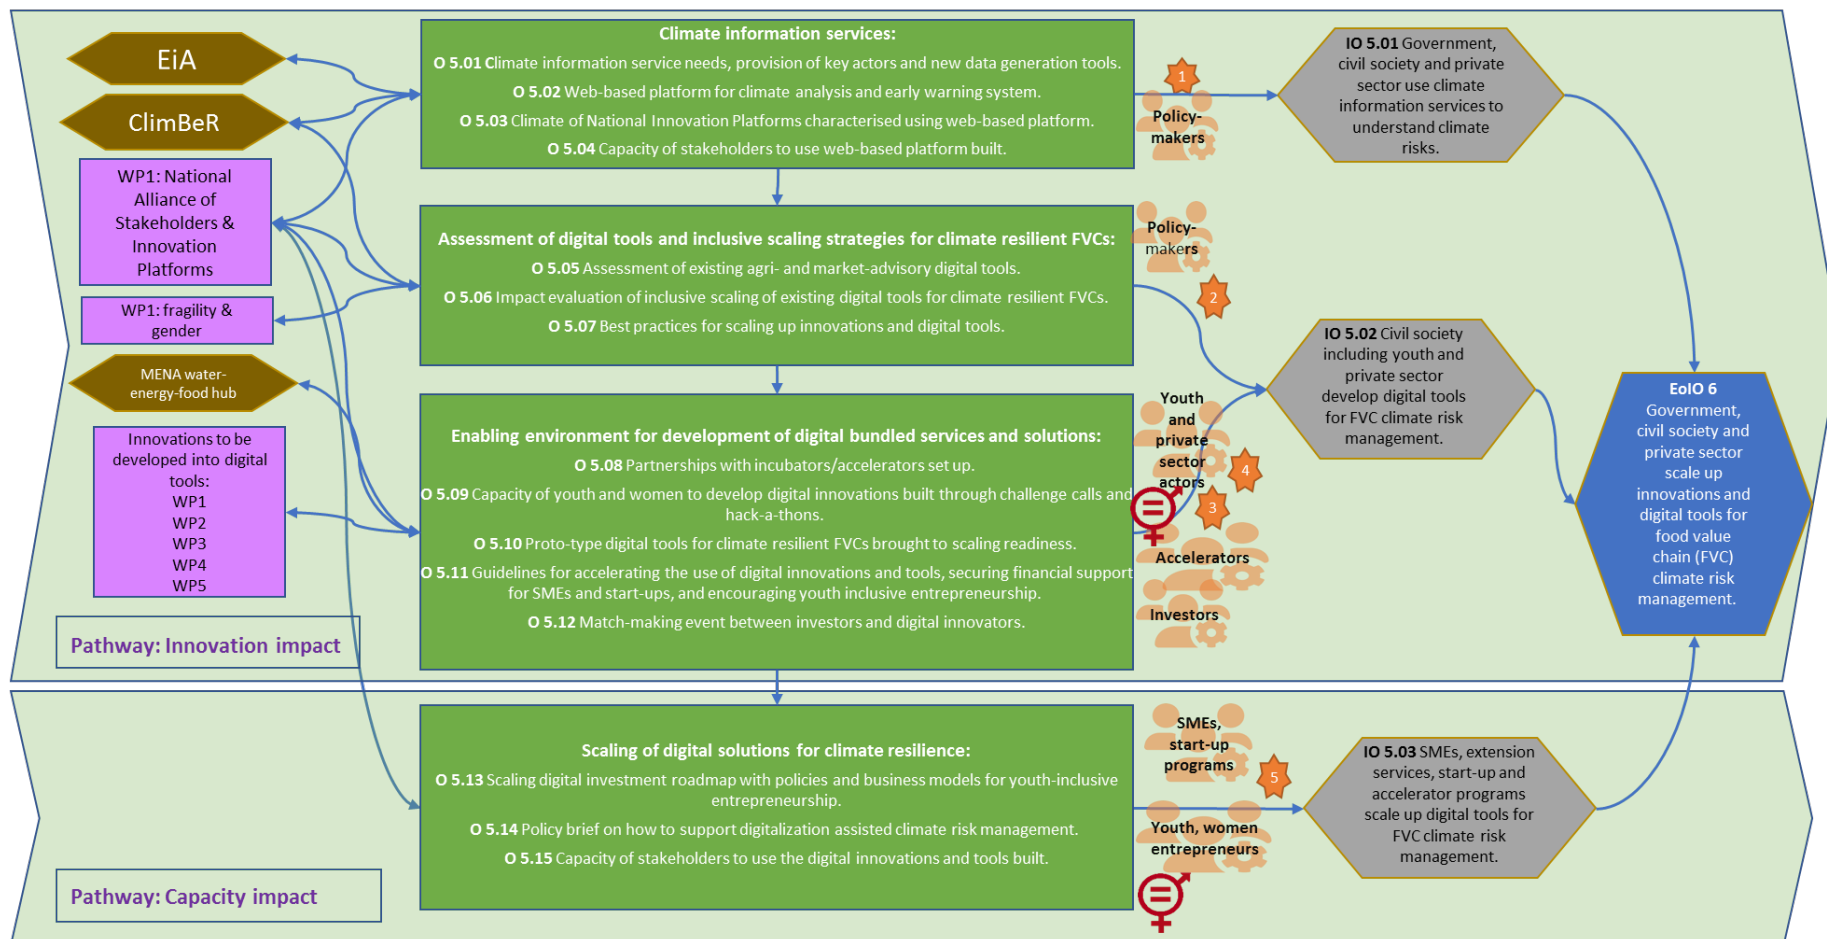 EiA
ClimBeR
WP1: National
Alliance of
Stakeholders &
Innovation
Platforms
WP1: fragility &
gender
MENA water-
energy-food hub
Innovations to be
developed into digital
tools:
WP1
WP2
WP3
WP4
WP5
Pathway: Innovation impact
Climate information services:
O 5.01 Climate information service needs, provision of key actors and new data generation tools.
O 5.02 Web-based platform for climate analysis and early warning system.
O 5.03 Climate of National Innovation Platforms characterised using web-based platform.
O 5.04 Capacity of stakeholders to use web-based platform built.
1
Policy-
makers
IO 5.01 Government,
civil society and private
sector use climate
information services to
understand climate
risks.
Assessment of digital tools and inclusive scaling strategies for climate resilient FVCs:
O 5.05 Assessment of existing agri- and market-advisory digital tools.
O 5.06 Impact evaluation of inclusive scaling of existing digital tools for climate resilient FVCs.
O 5.07 Best practices for scaling up innovations and digital tools.
Policy-
makers
2
IO 5.02 Civil society
including youth and
private sector
develop digital tools
for FVC climate risk
management.
Enabling environment for development of digital bundled services and solutions:
O 5.08 Partnerships with incubators/accelerators set up.
O 5.09 Capacity of youth and women to develop digital innovations built through challenge calls and
hack-a-thons.
O 5.10 Proto-type digital tools for climate resilient FVCs brought to scaling readiness.
O 5.11 Guidelines for accelerating the use of digital innovations and tools, securing financial support
for SMEs and start-ups, and encouraging youth inclusive entrepreneurship.
O 5.12 Match-making event between investors and digital innovators.
Youth
and
private
sector
actors
4
3
Accelerators
Investors
EoIO 6
Government,
civil society and
private sector
scale up
innovations and
digital tools for
food value
chain (FVC)
climate risk
management.
Scaling of digital solutions for climate resilience:
O 5.13 Scaling digital investment roadmap with policies and business models for youth-inclusive
entrepreneurship.
O 5.14 Policy brief on how to support digitalization assisted climate risk management.
O 5.15 Capacity of stakeholders to use the digital innovations and tools built.
SMEs,
start-up
programs
5
Youth, women
entrepreneurs
IO 5.03 SMEs, extension
services, start-up and
accelerator programs
scale up digital tools for
FVC climate risk
management.
Pathway: Capacity impact